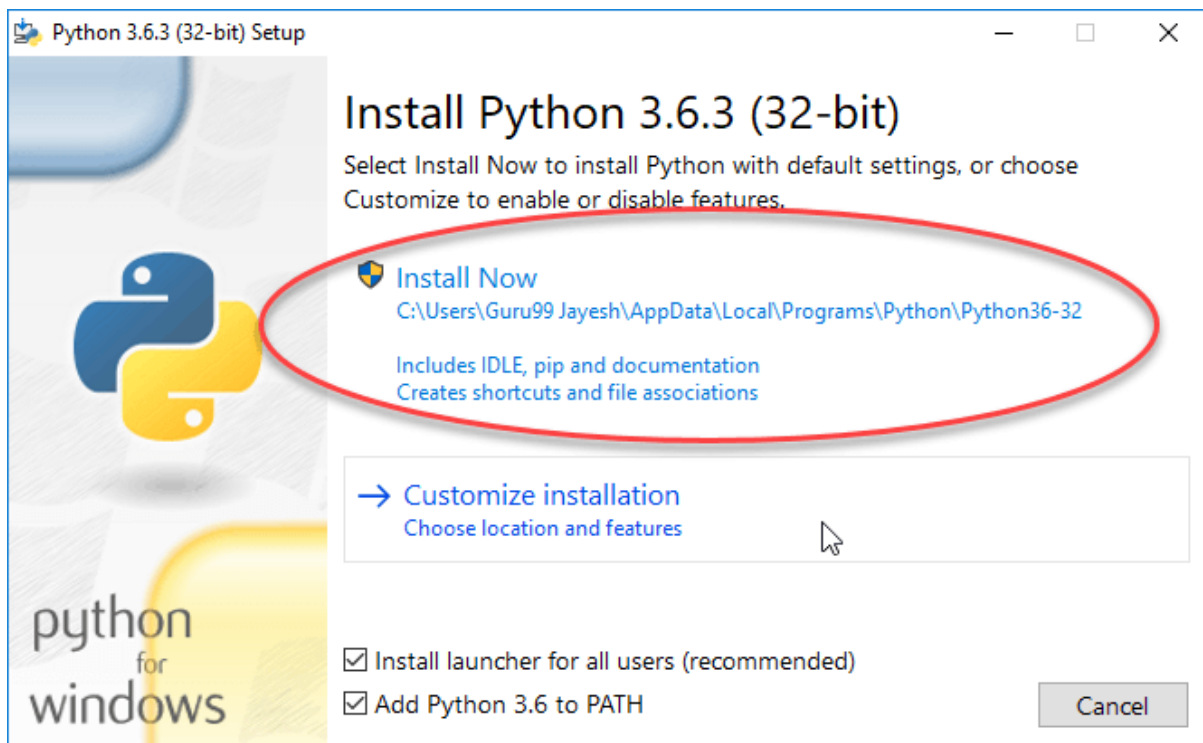 Python 3.6.3 (32-bit) Setup
Install Python 3.6.3 (32-bit)
Select Install Now to install Python with default settings, or choose
Customize to enable or disable features.
Install Now
C:\Users\Guru99 Jayesh\AppData\Local\Programs\Python\Python36-32
Includes IDLE, pip and documentation
Creates shortcuts and file associations
Customize installation
Choose location and features
python
for
windows
Install launcher for all users (recommended)
Add Python 3.6 to PATH
Cancel